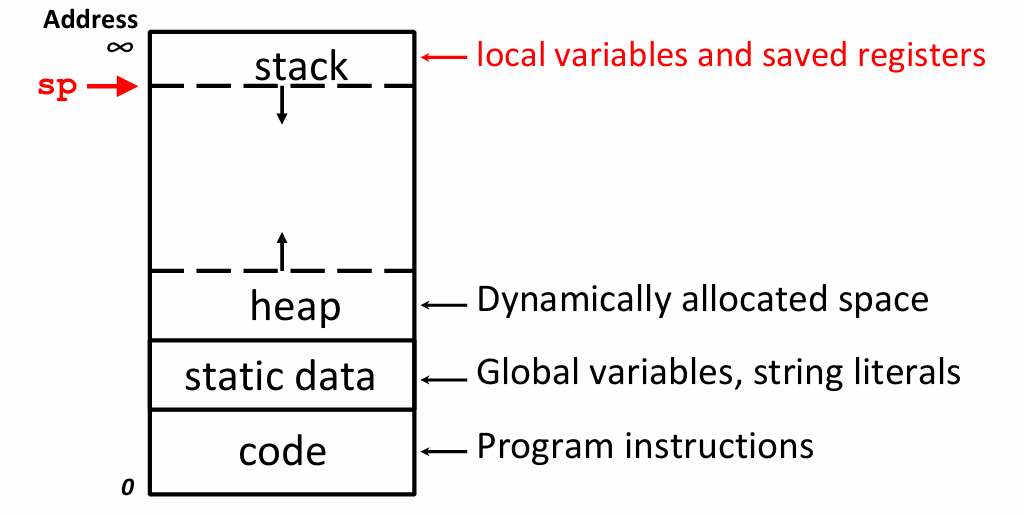 Address
∞
stack
local variables and saved registers
sp
heap
Dynamically allocated space
static data
Global variables, string literals
code
Program instructions
0